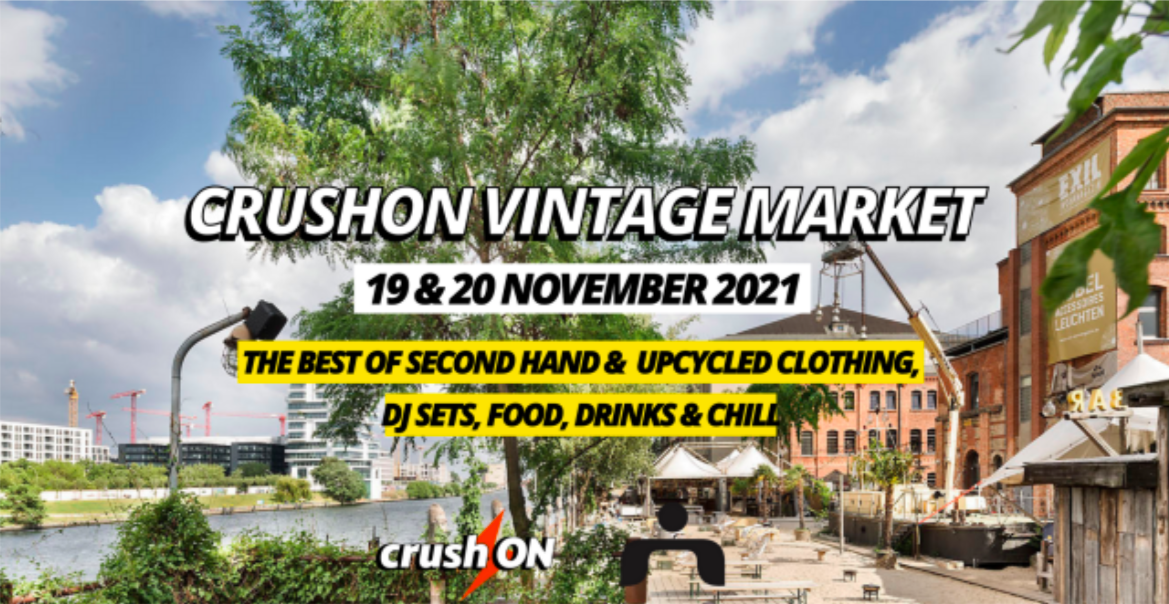 CRUSHON VINTAGE MARKET
19 & 20 NOVEMBER 2021
THE BEST OF SECOND HAND & UPCYCLED CLOTHING,
DJ SETS, FOOD, DRINKS & CHILL
crushON
EXIL
ACCESSOIRES
LEUCHTEN
BAR